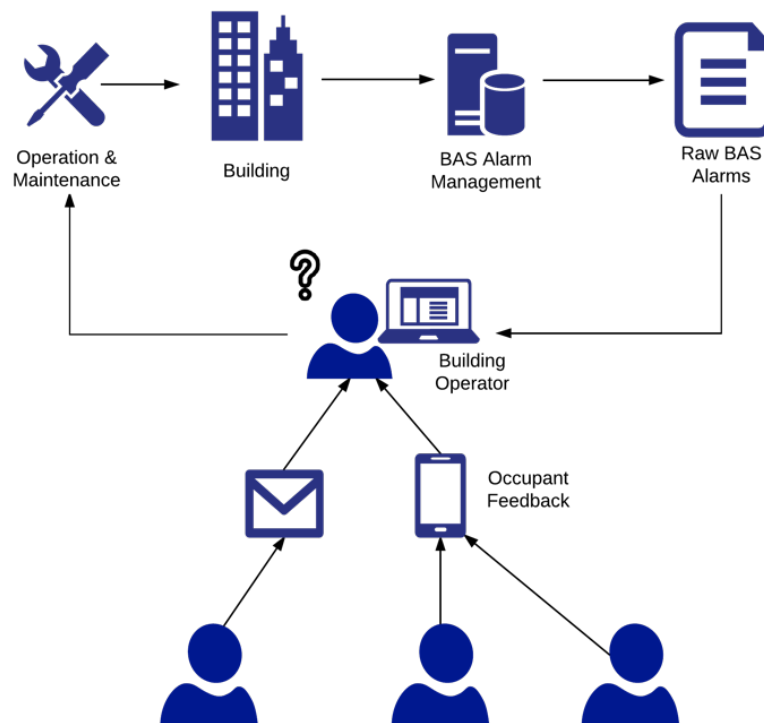 Operation &
Maintenance
Building
BAS Alarm
Management
Raw BAS
Alarms
?
Building
Operator
Occupant
Feedback